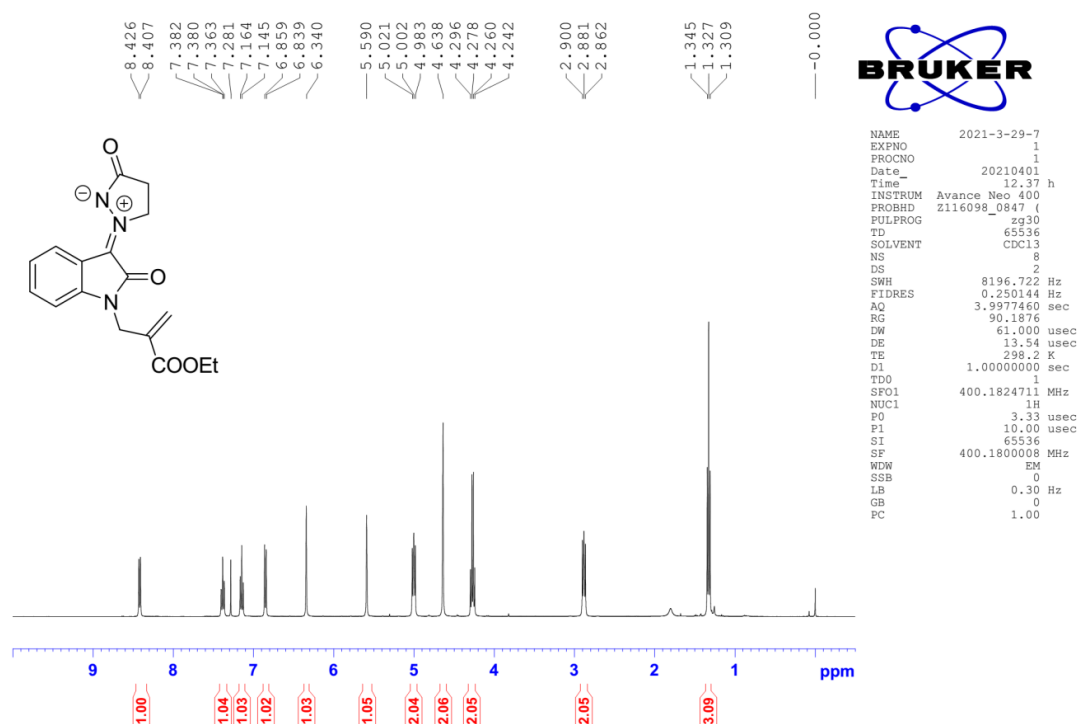 8.426
8.407
7.382
7.380
7.363
7.281
7.164
7.145
6.859
6.839
6.340
5.590
5.021
5.002
4.983
4.638
4.296
4.278
4.260
4.242
2.900
2.881
2.862
1.345
1.327
1.309
-0.000
BRUKER
NAME 2021-3-29-7
EXPNO 1
PROCNO 1
Date_ 20210401
Time 12.37 h
INSTRUM Avance Neo 400
PROBHD Z116098_0847 (
PULPROG zg30
TD 65536
SOLVENT CDCl3
NS 8
DS 2
SWH 8196.722 Hz
FIDRES 0.250144 Hz
AQ 3.9977460 sec
RG 90.1876
DW 61.000 usec
DE 13.54 usec
TE 298.2 K
D1 1.00000000 sec
TD0 1
SFO1 400.1824711 MHz
NUC1 1H
P0 3.33 usec
P1 10.00 usec
SI 65536
SF 400.1800008 MHz
WDW EM
SSB 0
LB 0.30 Hz
GB 0
PC 1.00
O
⊖ N ⊕
N
O
N
COOEt
9 8 7 6 5 4 3 2 1 ppm
1.00
1.04
1.03
1.02
1.03
1.05
2.04
2.06
2.05
2.05
3.09